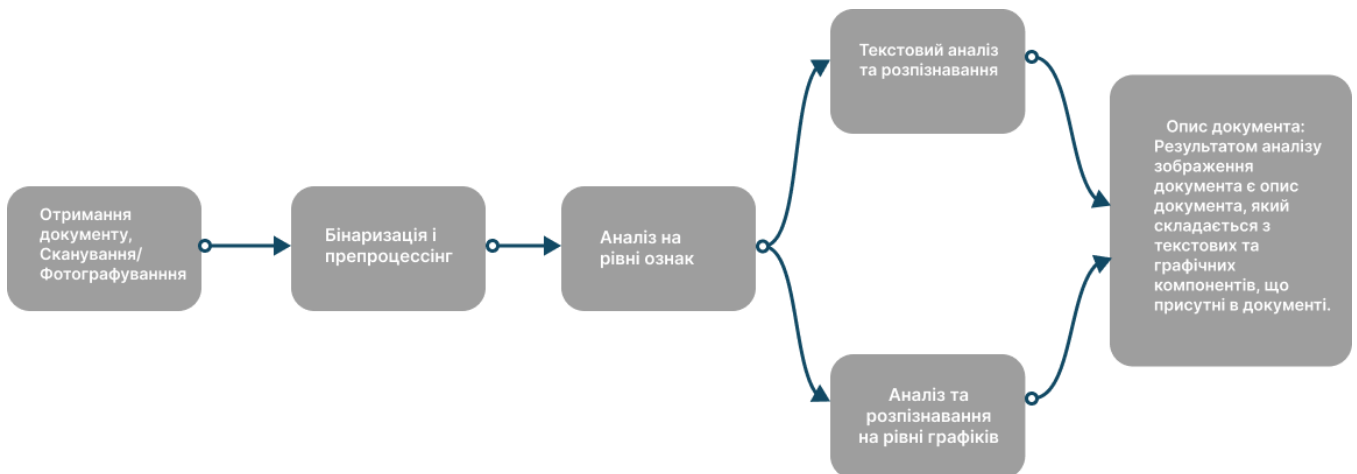 Отримання
документу,
Сканування/
Фотографуванння
Бінаризація і
препроцессінг
Аналіз на
рівні ознак
Текстовий аналіз
та розпізнавання
Аналіз та
розпізнавання
на рівні графіків
Опис документа:
Результатом аналізу
зображення
документа є опис
документа, який
складається з
текстових та
графічних
компонентів, що
присутні в документі.